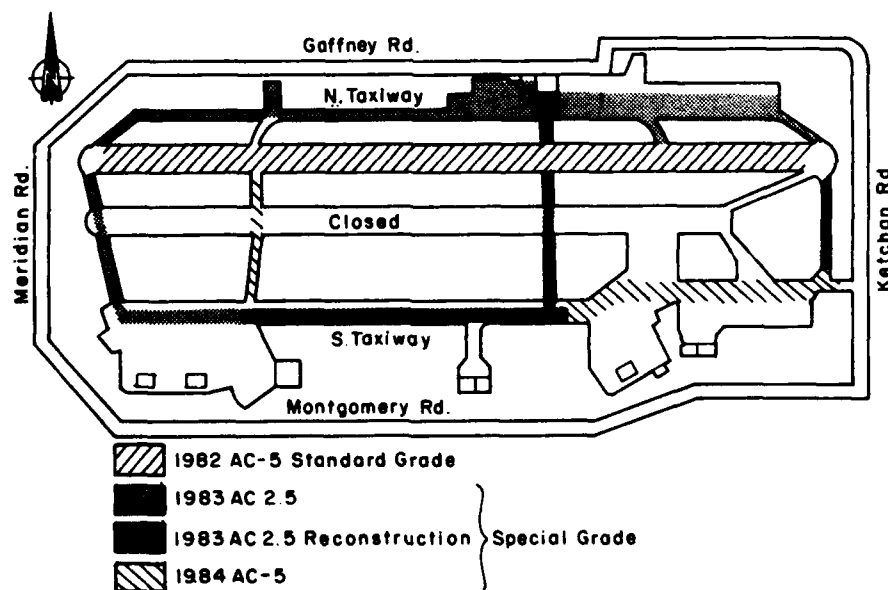 Gaffney Rd.
N. Taxiway
Meridian Rd.
Closed
Ketchan Rd.
S. Taxiway
Montgomery Rd.
1982 AC-5 Standard Grade
1983 AC 2.5
1983 AC 2.5 Reconstruction
Special Grade
1984 AC-5